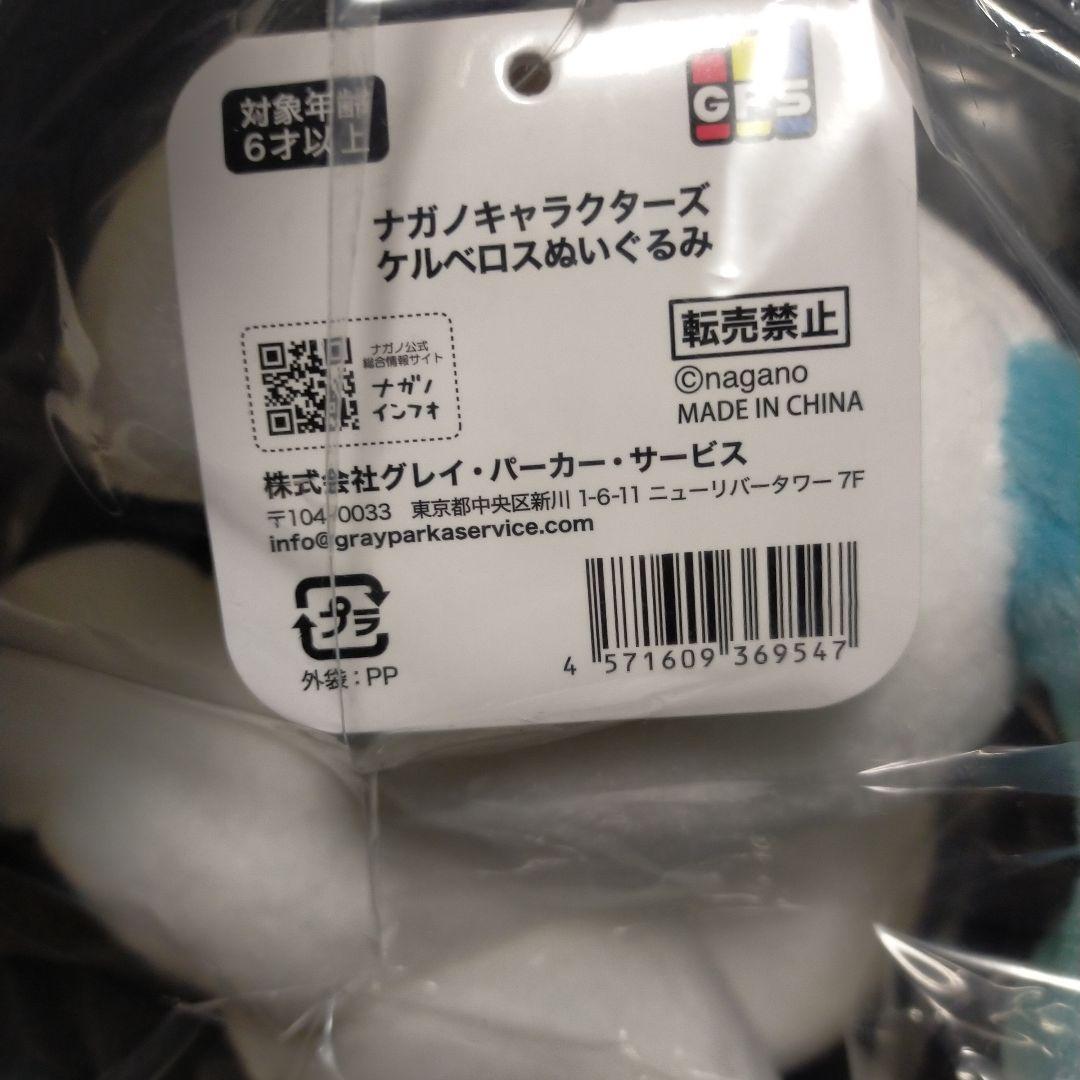 対象年齢
6才以上
GPS
ナガノキャラクターズ
ケルベロスぬいぐるみ
転売禁止
ナガノ公式
総合情報サイト
ナガノ
インフォ
©nagano
MADE IN CHINA
株式会社グレイ・パーカー・サービス
〒104-0033 東京都中央区新川 1-6-11 ニューリバータワー 7F
info@grayparkaservice.com
プラ
外袋：PP
4 571609 369547